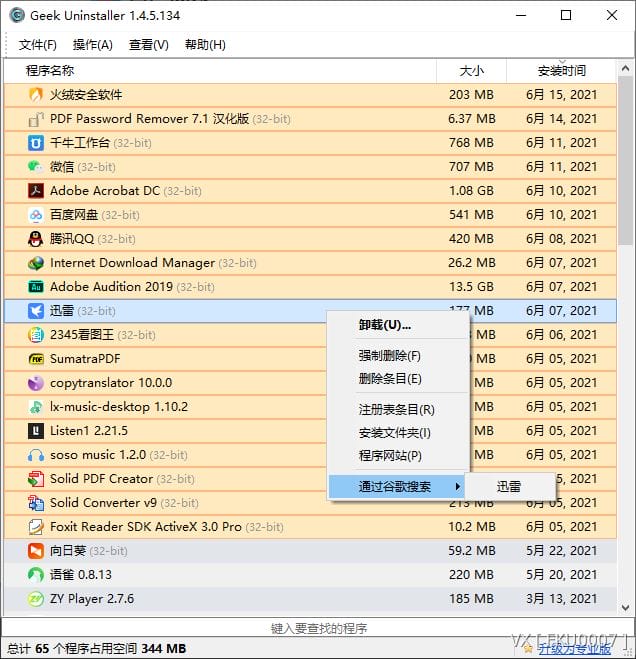 Geek Uninstaller 1.4.5.134
文件(F) 操作(A) 查看(V) 帮助(H)
程序名称 大小 安装时间
火绒安全软件 203 MB 6月 15, 2021
PDF Password Remover 7.1 汉化版 (32-bit) 6.37 MB 6月 14, 2021
千牛工作台 (32-bit) 768 MB 6月 11, 2021
微信 (32-bit) 707 MB 6月 11, 2021
Adobe Acrobat DC (32-bit) 1.08 GB 6月 10, 2021
百度网盘 (32-bit) 541 MB 6月 10, 2021
腾讯QQ (32-bit) 420 MB 6月 08, 2021
Internet Download Manager (32-bit) 26.2 MB 6月 07, 2021
Adobe Audition 2019 (32-bit) 13.5 GB 6月 07, 2021
迅雷 (32-bit) 177 MB 6月 07, 2021
卸载(U)...
2345看图王 (32-bit) MB 6月 06, 2021
强制删除(F)
SumatraPDF MB 6月 05, 2021
删除条目(E)
copytranslator 10.0.0 MB 6月 05, 2021
注册表条目(R)
lx-music-desktop 1.10.2 MB 6月 05, 2021
安装文件夹(I)
Listen1 2.21.5 MB 6月 05, 2021
程序网站(P)
soso music 1.2.0 (32-bit) MB 6月 05, 2021
通过谷歌搜索 迅雷
Solid PDF Creator (32-bit) 6月 05, 2021
Solid Converter v9 (32-bit) 213 MB 6月 05, 2021
Foxit Reader SDK ActiveX 3.0 Pro (32-bit) 10.2 MB 6月 05, 2021
向日葵 (32-bit) 59.2 MB 5月 22, 2021
语雀 0.8.13 220 MB 5月 20, 2021
ZY Player 2.7.6 185 MB 3月 13, 2021
键入要查找的程序
总计 65 个程序占用空间 344 MB 升级为专业版